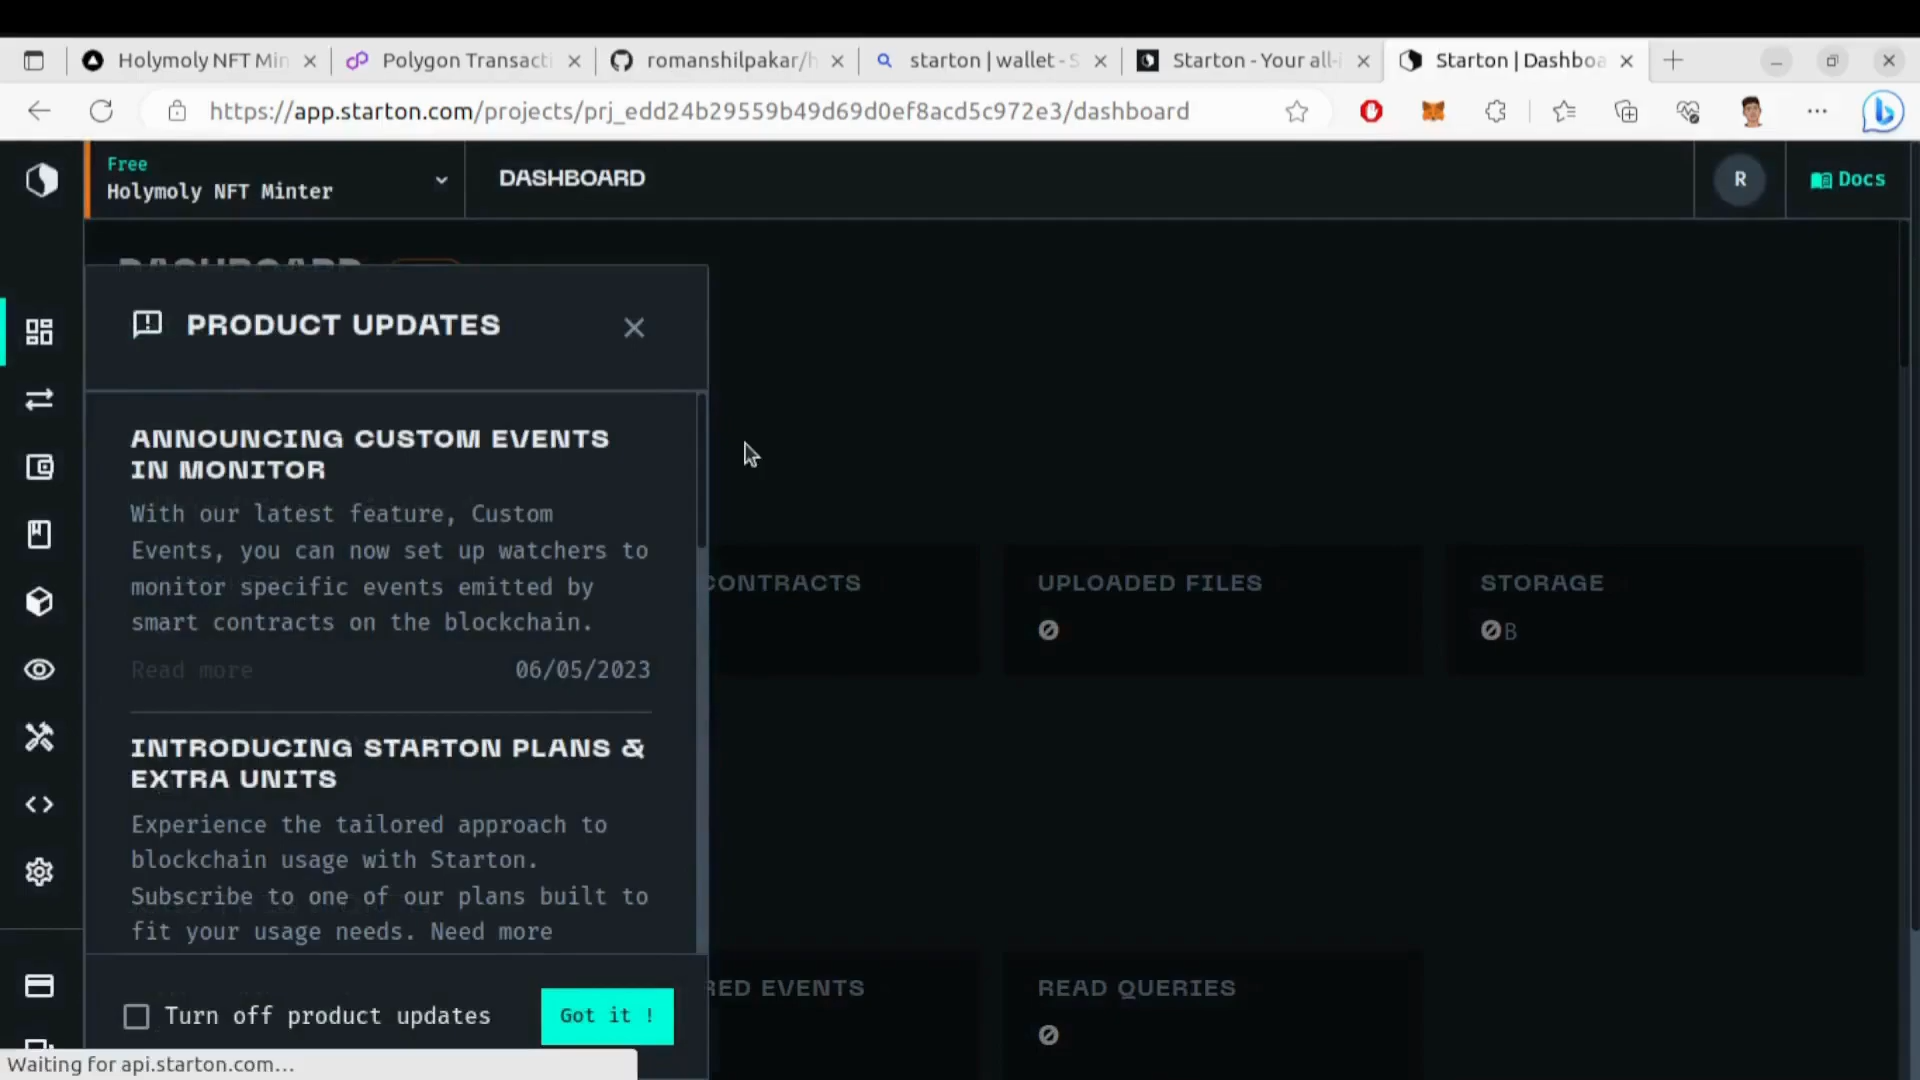 Holymoly NFT Min
Polygon Transacti
romanshilpakar/h
starton | wallet - S
Starton - Your all-i
Starton | Dashboa
https://app.starton.com/projects/prj_edd24b29559b49d69d0ef8acd5c972e3/dashboard
Free
Holymoly NFT Minter
DASHBOARD
R
Docs
DASHBOARD
PRODUCT UPDATES
ANNOUNCING CUSTOM EVENTS
IN MONITOR
With our latest feature, Custom
Events, you can now set up watchers to
monitor specific events emitted by
smart contracts on the blockchain.
Read more
06/05/2023
INTRODUCING STARTON PLANS &
EXTRA UNITS
Experience the tailored approach to
blockchain usage with Starton.
Subscribe to one of our plans built to
fit your usage needs. Need more
Turn off product updates
Got it !
CONTRACTS
UPLOADED FILES
0
STORAGE
0B
RED EVENTS
READ QUERIES
0
Waiting for api.starton.com...